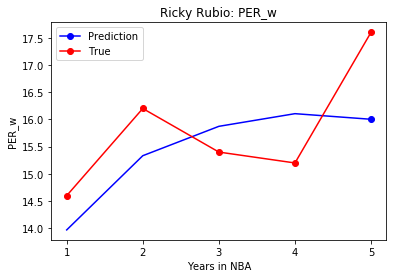 Ricky Rubio: PER_w
Prediction
True
17.5
17.0
16.5
16.0
15.5
15.0
14.5
14.0
PER_w
1 2 3 4 5
Years in NBA